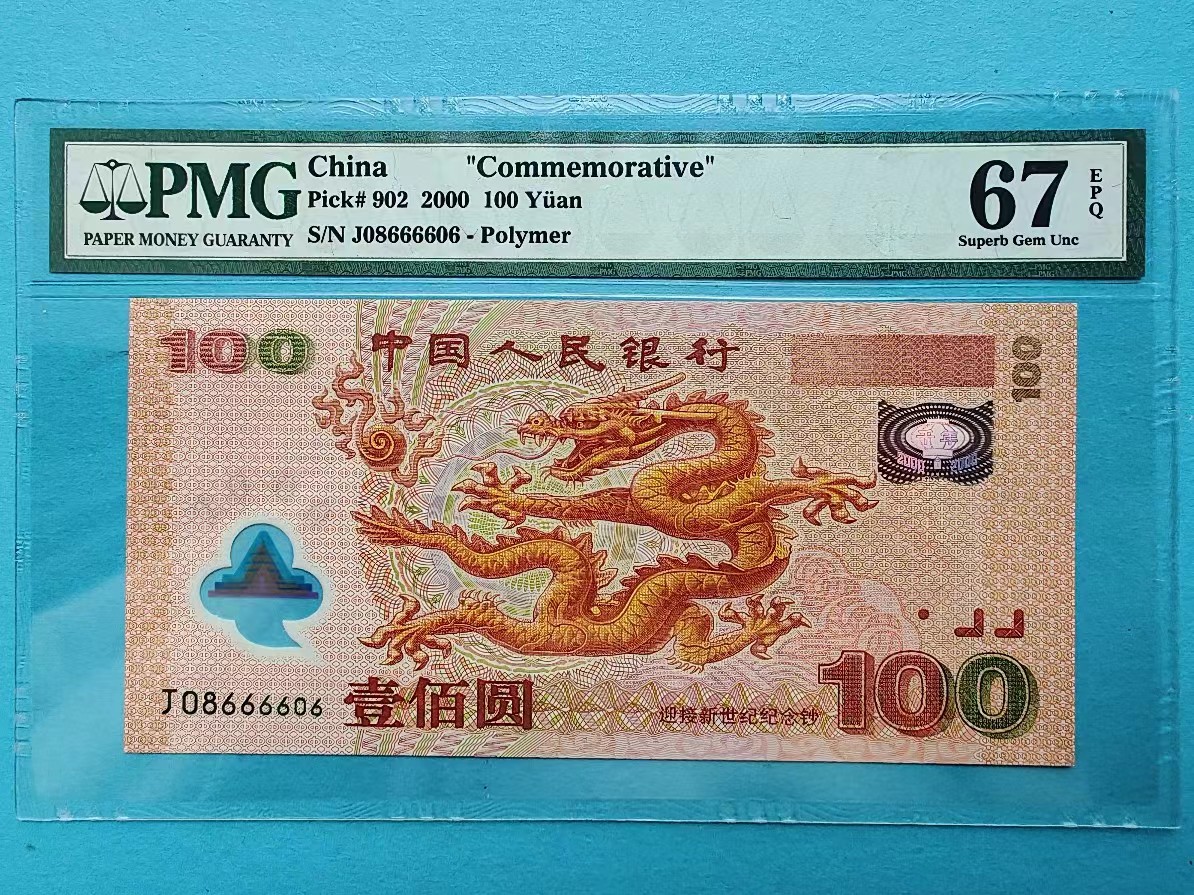 China "Commemorative"
PMG
Pick# 902 2000 100 Yüan
PAPER MONEY GUARANTY
S/N J08666606 - Polymer
67
EPQ
Superb Gem Unc
100
中国人民银行
100
J08666606
壹佰圆
迎接新世纪纪念钞
100